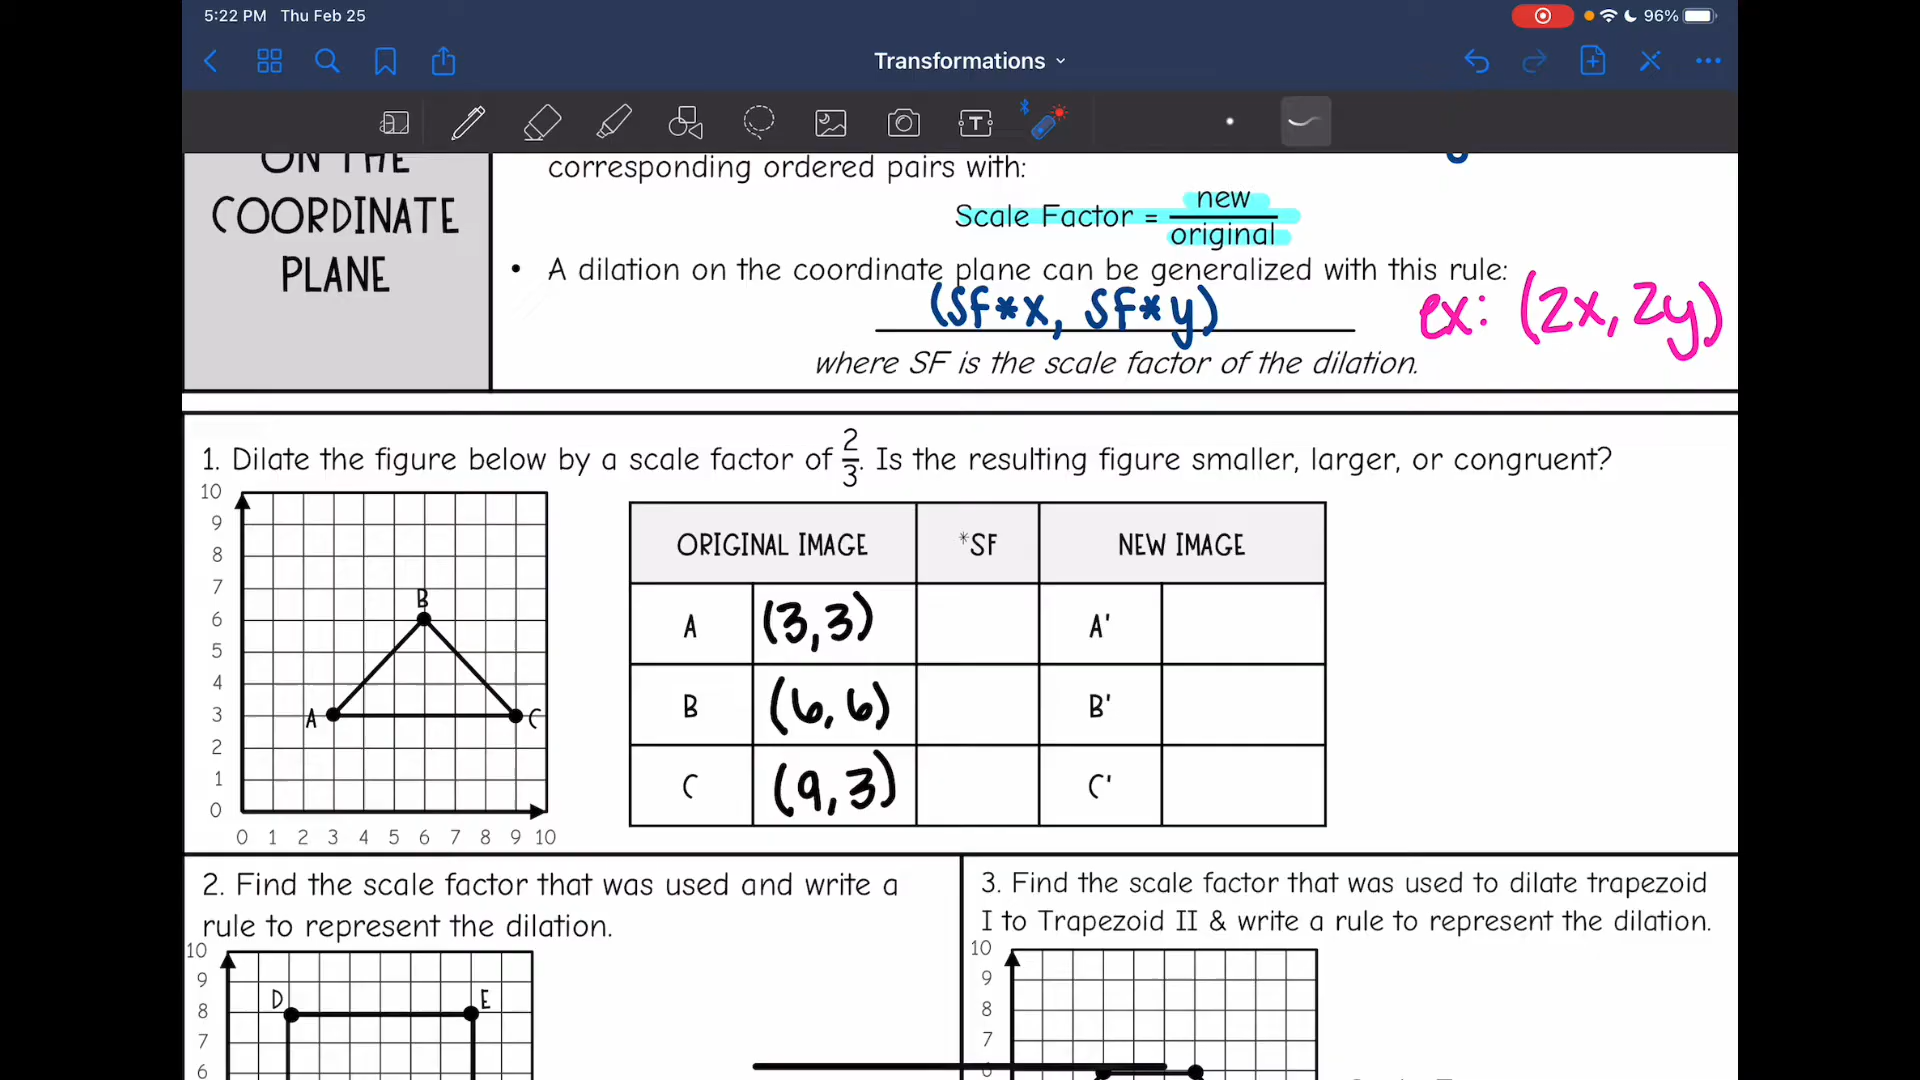 5:22 PM Thu Feb 25
96%
Transformations
T
ON THE
COORDINATE
PLANE
corresponding ordered pairs with:
Scale Factor = new
original
• A dilation on the coordinate plane can be generalized with this rule:
(SF*x, SF*y)
ex: (2x, 2y)
where SF is the scale factor of the dilation.
1. Dilate the figure below by a scale factor of 2/3. Is the resulting figure smaller, larger, or congruent?
10
9
8
7
6
5
4
3
2
1
0
B
A
C
0 1 2 3 4 5 6 7 8 9 10
ORIGINAL IMAGE *SF NEW IMAGE
A (3,3) A'
B (6,6) B'
C (9,3) C'
2. Find the scale factor that was used and write a
rule to represent the dilation.
10
9
8
7
6
D E
3. Find the scale factor that was used to dilate trapezoid
I to Trapezoid II & write a rule to represent the dilation.
10
9
8
7